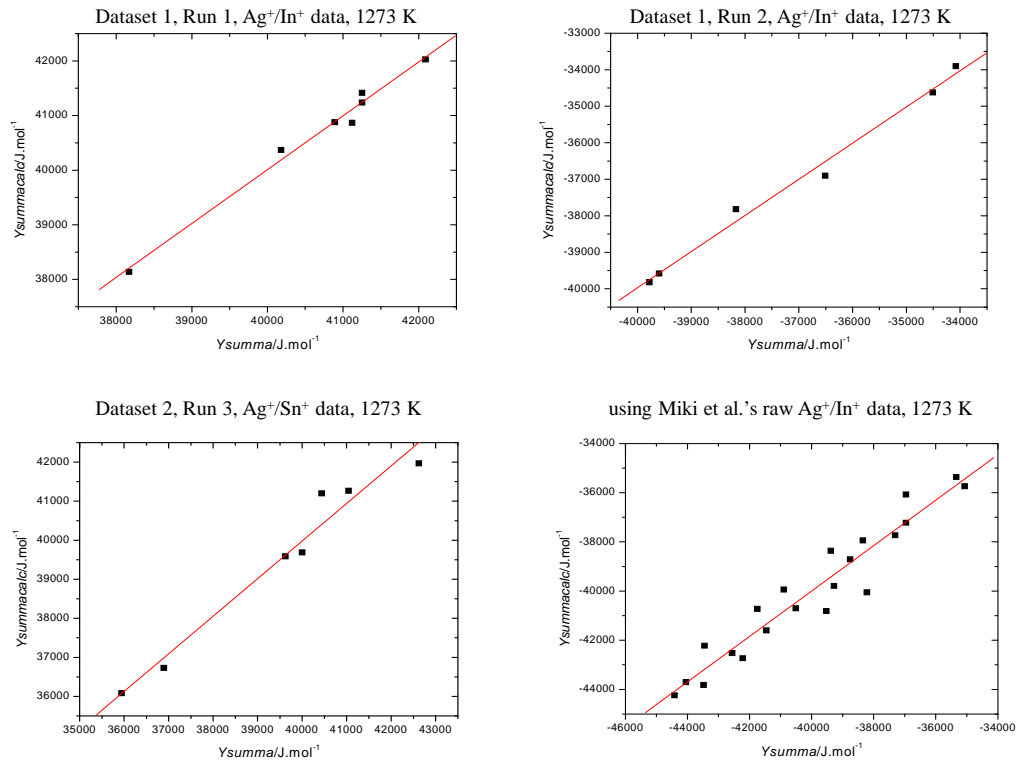 Dataset 1, Run 1, Ag⁺/In⁺ data, 1273 K
Dataset 1, Run 2, Ag⁺/In⁺ data, 1273 K
42000
41000
40000
39000
38000
Ysummacalc/J.mol⁻¹
38000 39000 40000 41000 42000
Ysumma/J.mol⁻¹
-33000
-34000
-35000
-36000
-37000
-38000
-39000
-40000
Ysummacalc/J.mol⁻¹
-40000 -39000 -38000 -37000 -36000 -35000 -34000
Ysumma/J.mol⁻¹
Dataset 2, Run 3, Ag⁺/Sn⁺ data, 1273 K
using Miki et al.'s raw Ag⁺/In⁺ data, 1273 K
42000
41000
40000
39000
38000
37000
36000
Ysummacalc/J.mol⁻¹
35000 36000 37000 38000 39000 40000 41000 42000 43000
Ysumma/J.mol⁻¹
-34000
-36000
-38000
-40000
-42000
-44000
Ysummacalc/J.mol⁻¹
-46000 -44000 -42000 -40000 -38000 -36000 -34000
Ysumma/J.mol⁻¹